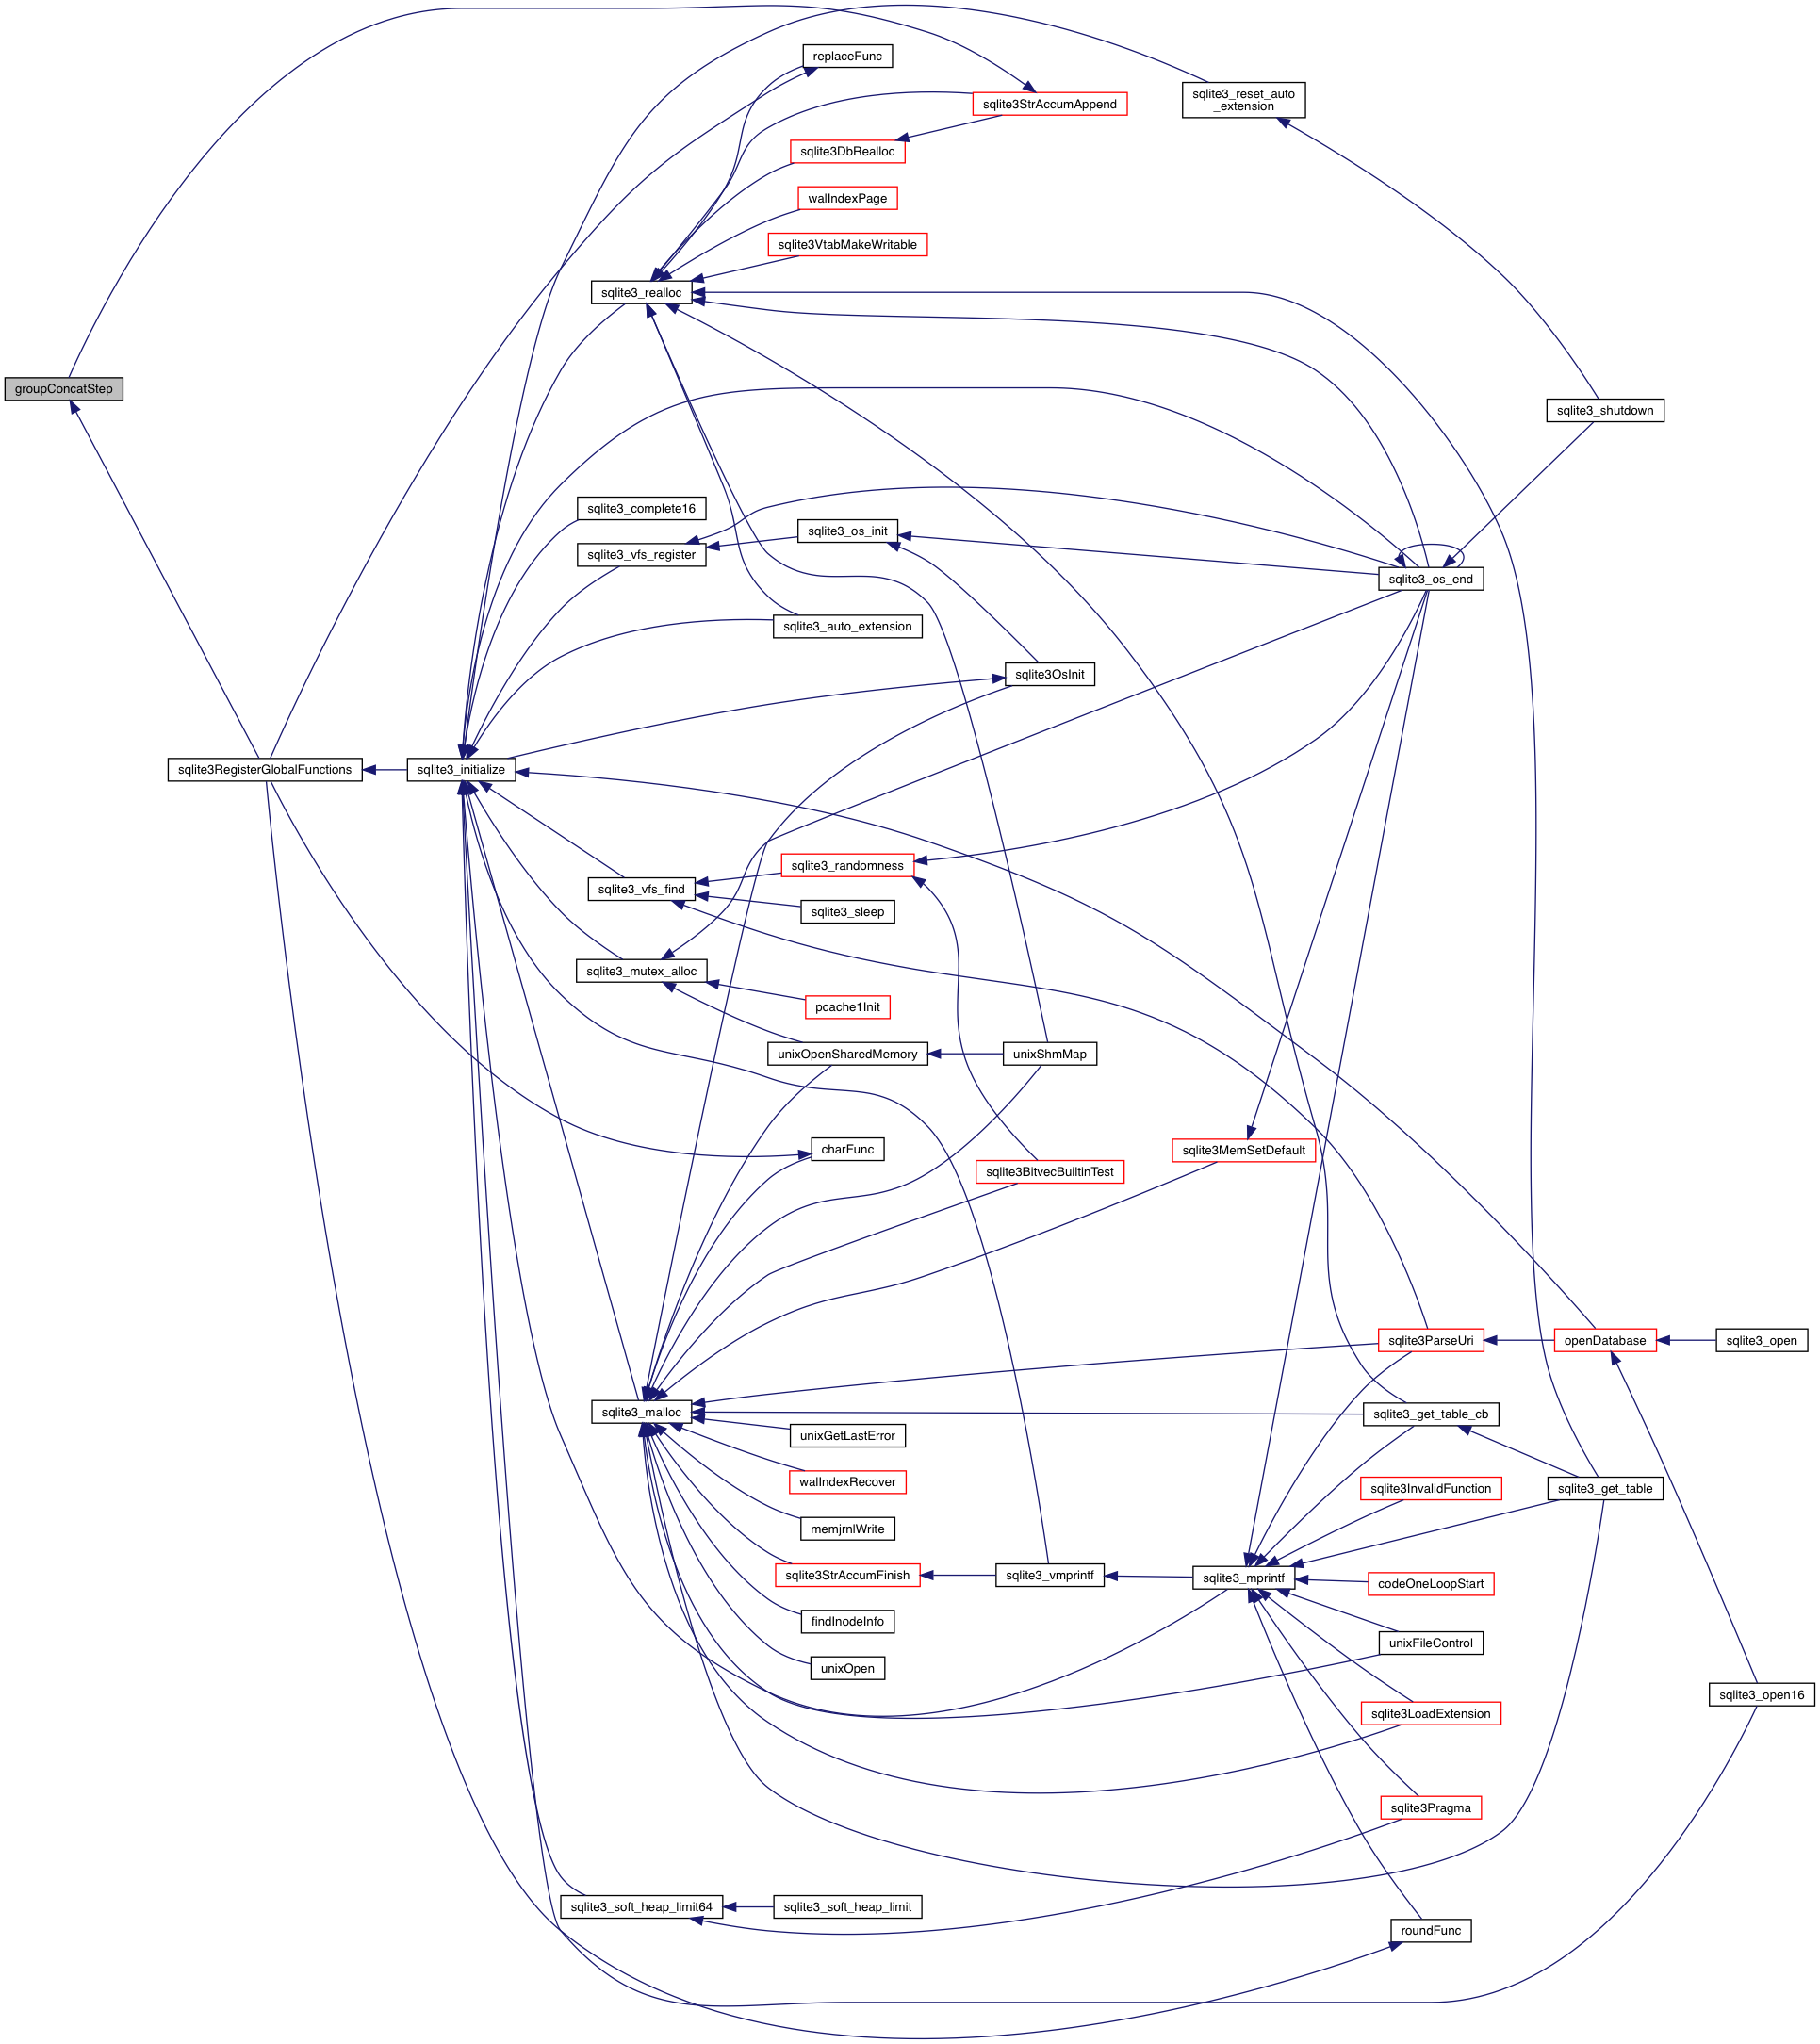 replaceFunc
sqlite3_reset_auto
_extension
sqlite3StrAccumAppend
sqlite3DbRealloc
walIndexPage
sqlite3VtabMakeWritable
sqlite3_realloc
groupConcatStep
sqlite3_shutdown
sqlite3_complete16
sqlite3_os_init
sqlite3_vfs_register
sqlite3_os_end
sqlite3_auto_extension
sqlite3OsInit
sqlite3RegisterGlobalFunctions
sqlite3_initialize
sqlite3_randomness
sqlite3_vfs_find
sqlite3_sleep
sqlite3_mutex_alloc
pcache1Init
unixOpenSharedMemory
unixShmMap
charFunc
sqlite3MemSetDefault
sqlite3BitvecBuiltinTest
sqlite3ParseUri
openDatabase
sqlite3_open
sqlite3_malloc
sqlite3_get_table_cb
unixGetLastError
walIndexRecover
sqlite3InvalidFunction
sqlite3_get_table
memjrnlWrite
sqlite3StrAccumFinish
sqlite3_vmprintf
sqlite3_mprintf
codeOneLoopStart
findInodeInfo
unixFileControl
unixOpen
sqlite3_open16
sqlite3LoadExtension
sqlite3Pragma
sqlite3_soft_heap_limit64
sqlite3_soft_heap_limit
roundFunc